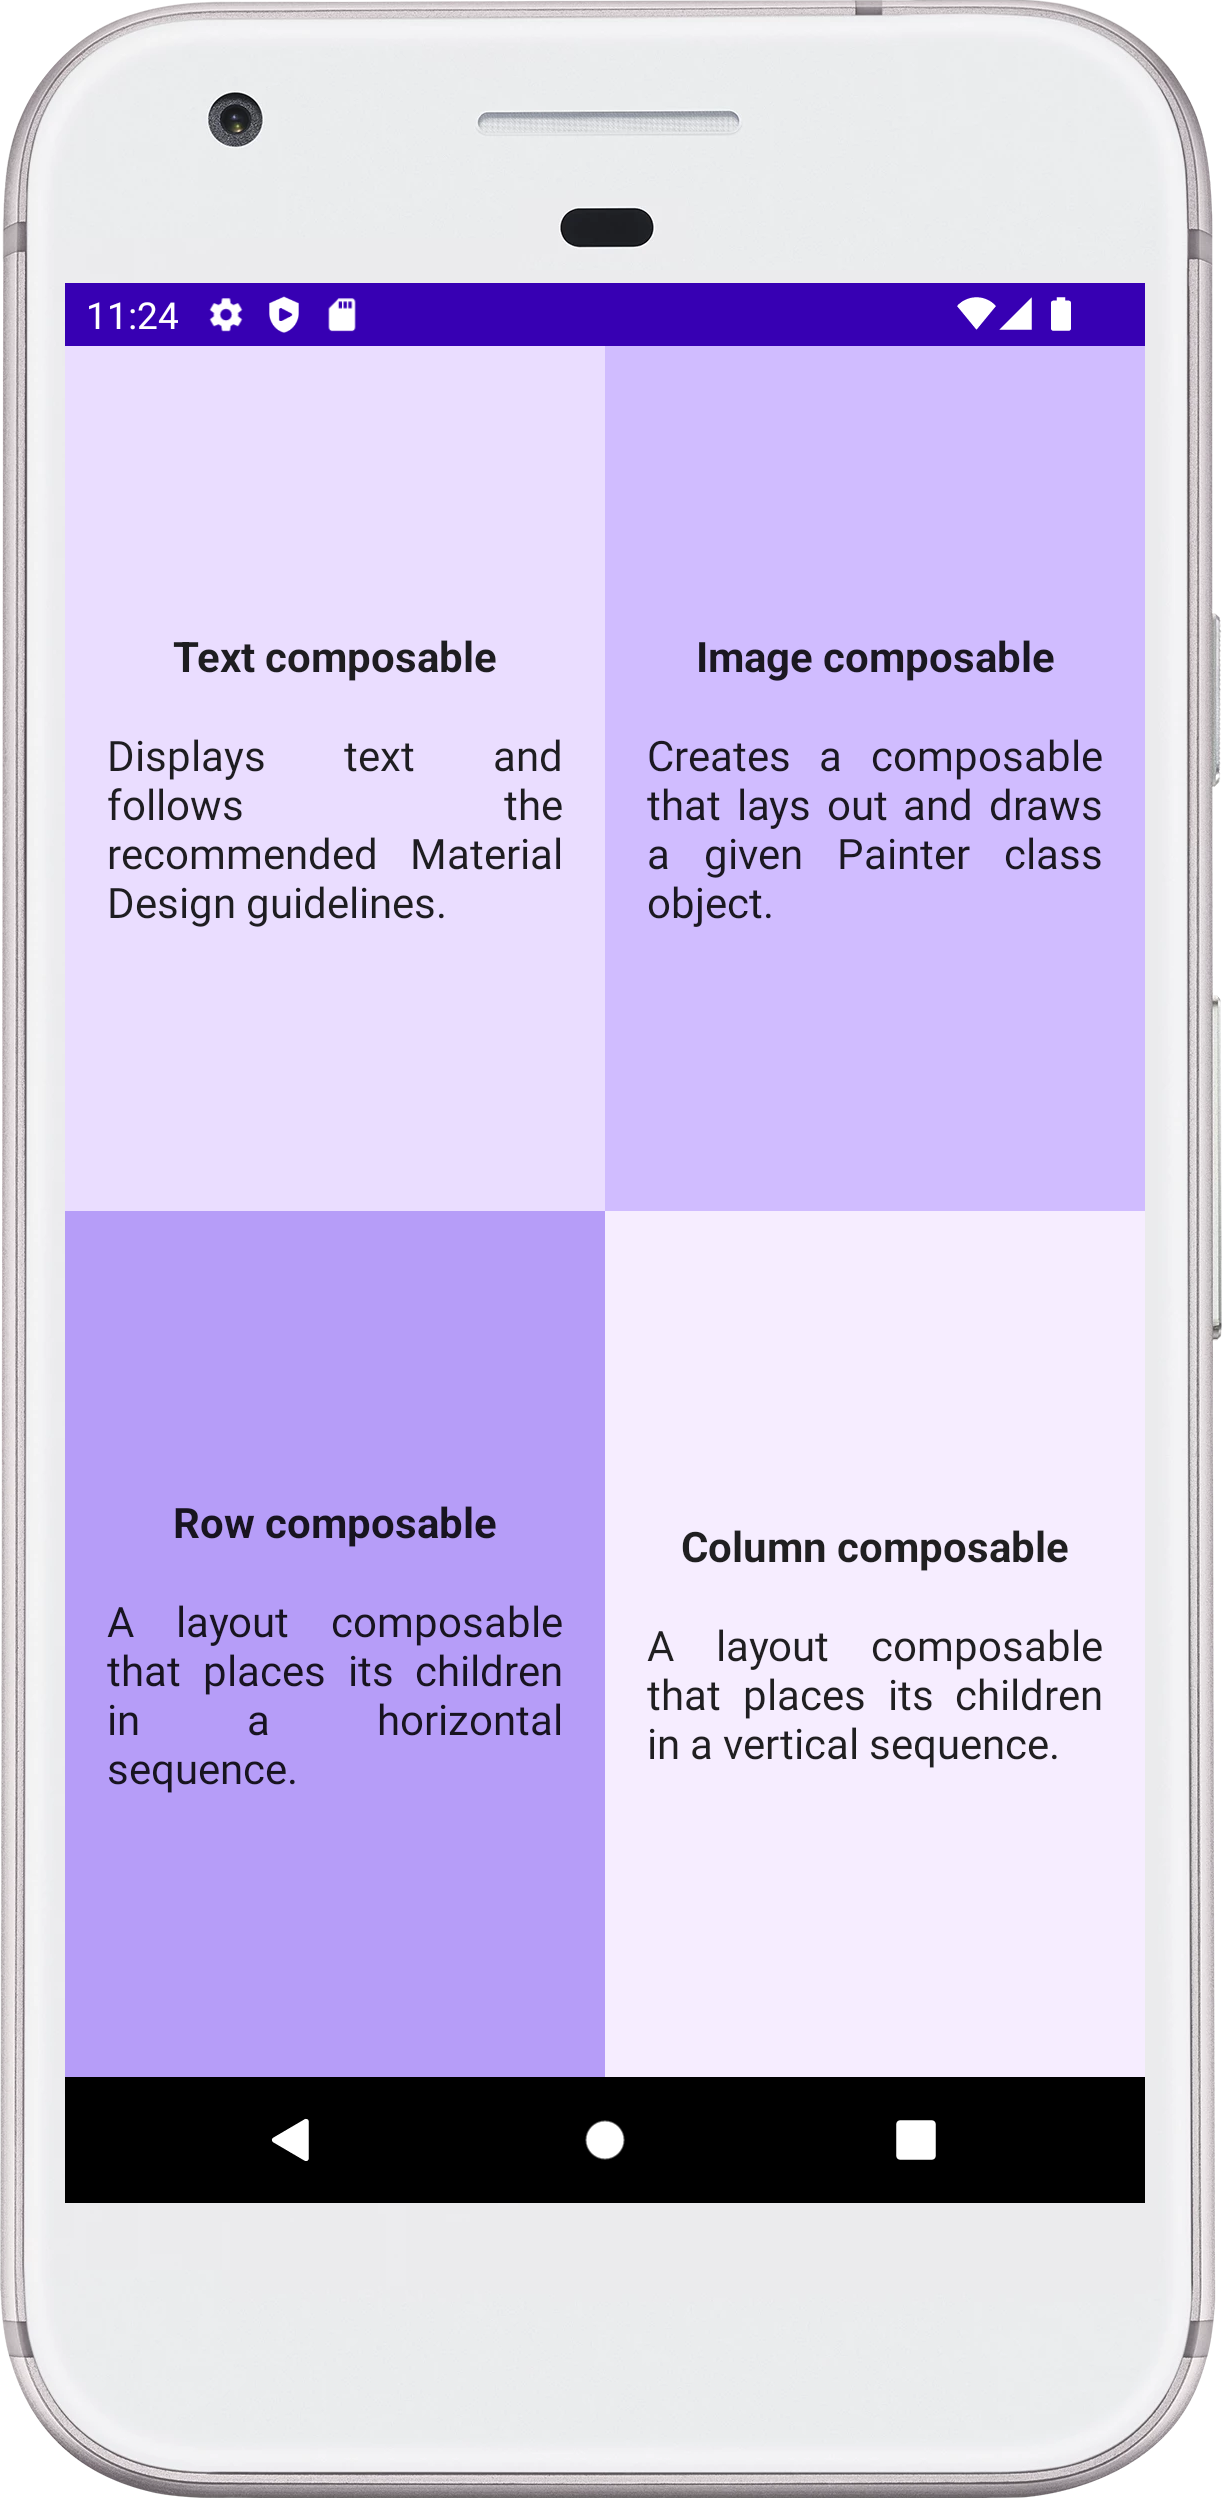 11:24
Text composable
Displays text and
follows the
recommended Material
Design guidelines.
Image composable
Creates a composable
that lays out and draws
a given Painter class
object.
Row composable
A layout composable
that places its children
in a horizontal
sequence.
Column composable
A layout composable
that places its children
in a vertical sequence.